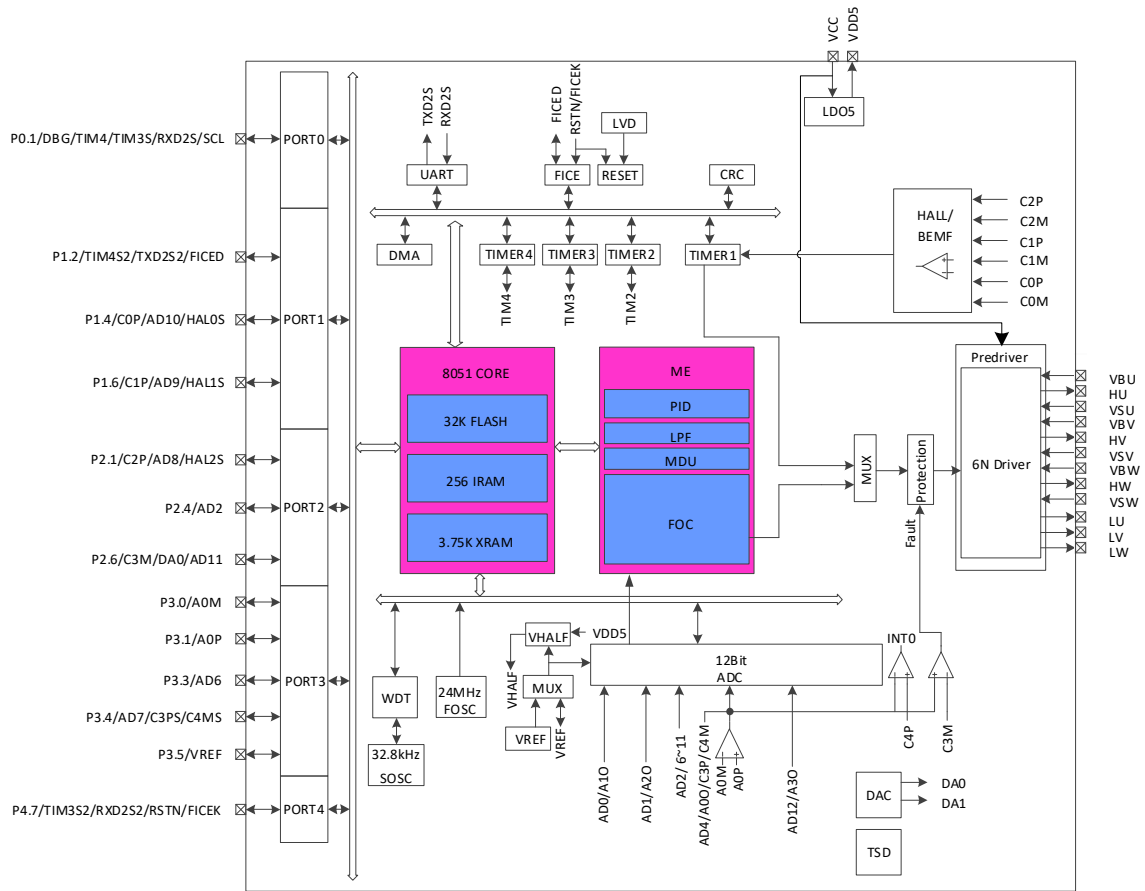 VCC
VDD5
LDO5
P0.1/DBG/TIM4/TIM3S/RXD2S/SCL
P1.2/TIM4S2/TXD2S2/FICED
P1.4/C0P/AD10/HAL0S
P1.6/C1P/AD9/HAL1S
P2.1/C2P/AD8/HAL2S
P2.4/AD2
P2.6/C3M/DA0/AD11
P3.0/A0M
P3.1/A0P
P3.3/AD6
P3.4/AD7/C3PS/C4MS
P3.5/VREF
P4.7/TIM3S2/RXD2S2/RSTN/FICEK
PORT0
PORT1
PORT2
PORT3
PORT4
TXD2S
RXD2S
FICED
RSTN/FICEK
LVD
UART
FICE
RESET
CRC
DMA
TIMER4
TIMER3
TIMER2
TIMER1
TIM4
TIM3
TIM2
HALL/
BEMF
C2P
C2M
C1P
C1M
C0P
C0M
8051 CORE
32K FLASH
256 IRAM
3.75K XRAM
ME
PID
LPF
MDU
FOC
MUX
Protection
Fault
Predriver
6N Driver
VBU
HU
VSU
VBV
HV
VSV
VBW
HW
VSW
LU
LV
LW
WDT
24MHz
FOSC
32.8kHz
SOSC
VHALF
VDD5
VHALF
MUX
VREF
VREF
12Bit
ADC
INT0
C4P
C3M
AD0/A1O
AD1/A2O
AD2/ 6~11
AD4/A0O/C3P/C4M
A0M
A0P
AD12/A3O
DAC
DA0
DA1
TSD